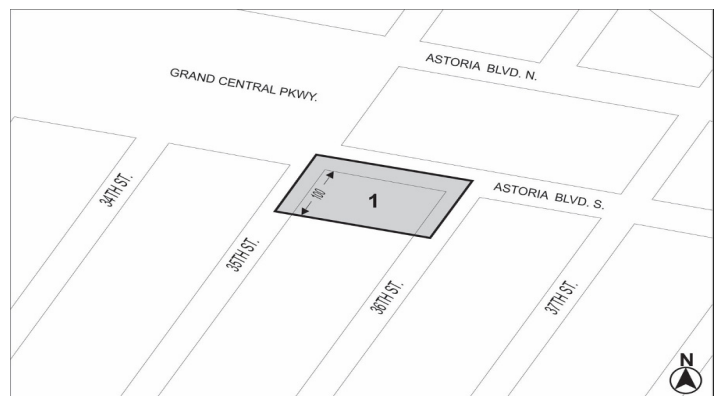 ASTORIA BLVD. N.
GRAND CENTRAL PKWY.
34TH ST.
100
1
ASTORIA BLVD. S.
35TH ST.
36TH ST.
37TH ST.
N